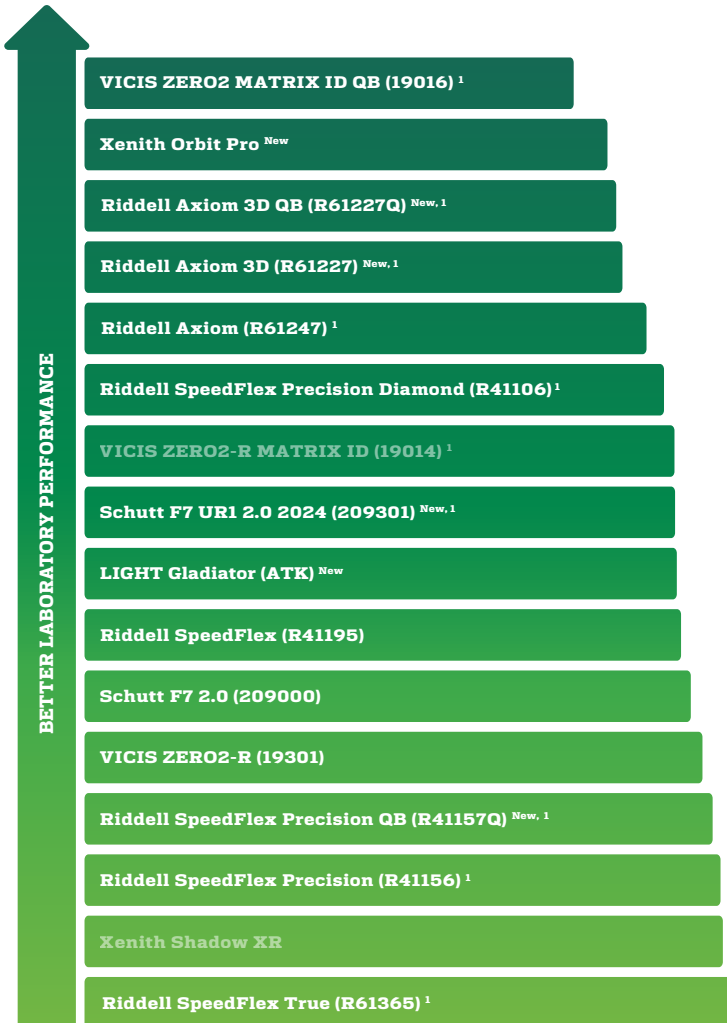 VICIS ZERO2 MATRIX ID QB (19016) 1
Xenith Orbit Pro New
Riddell Axiom 3D QB (R61227Q) New, 1
Riddell Axiom 3D (R61227) New, 1
Riddell Axiom (R61247) 1
Riddell SpeedFlex Precision Diamond (R41106) 1
VICIS ZERO2-R MATRIX ID (19014) 1
Schutt F7 UR1 2.0 2024 (209301) New, 1
LIGHT Gladiator (ATK) New
Riddell SpeedFlex (R41195)
Schutt F7 2.0 (209000)
VICIS ZERO2-R (19301)
Riddell SpeedFlex Precision QB (R41157Q) New, 1
Riddell SpeedFlex Precision (R41156) 1
Xenith Shadow XR
Riddell SpeedFlex True (R61365) 1
BETTER LABORATORY PERFORMANCE